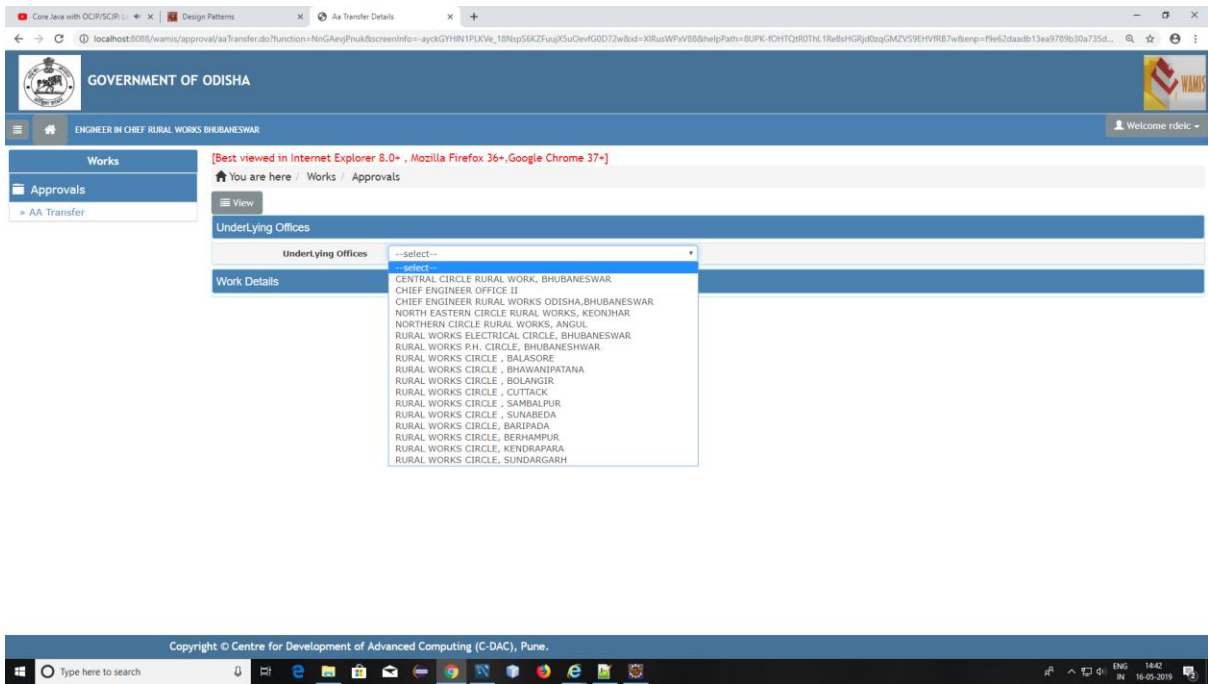 Core Java with OCJP/SCJP: L
Design Patterns
Aa Transfer Details
GOVERNMENT OF ODISHA
WAMIS
ENGINEER IN CHIEF RURAL WORKS BHUBANESWAR
Welcome rdeic
Works
Approvals
» AA Transfer
[Best viewed in Internet Explorer 8.0+ , Mozilla Firefox 36+,Google Chrome 37+]
You are here / Works / Approvals
View
UnderLying Offices
UnderLying Offices --select--
--select--
CENTRAL CIRCLE RURAL WORK, BHUBANESWAR
CHIEF ENGINEER OFFICE II
CHIEF ENGINEER RURAL WORKS ODISHA,BHUBANESWAR
NORTH EASTERN CIRCLE RURAL WORKS, KEONJHAR
NORTHERN CIRCLE RURAL WORKS, ANGUL
RURAL WORKS ELECTRICAL CIRCLE, BHUBANESWAR
RURAL WORKS P.H. CIRCLE, BHUBANESHWAR
RURAL WORKS CIRCLE , BALASORE
RURAL WORKS CIRCLE , BHAWANIPATANA
RURAL WORKS CIRCLE , BOLANGIR
RURAL WORKS CIRCLE , CUTTACK
RURAL WORKS CIRCLE , SAMBALPUR
RURAL WORKS CIRCLE , SUNABEDA
RURAL WORKS CIRCLE, BARIPADA
RURAL WORKS CIRCLE, BERHAMPUR
RURAL WORKS CIRCLE, KENDRAPARA
RURAL WORKS CIRCLE, SUNDARGARH
Work Details
Copyright © Centre for Development of Advanced Computing (C-DAC), Pune.
Type here to search
ENG 14:42
IN 16-05-2019